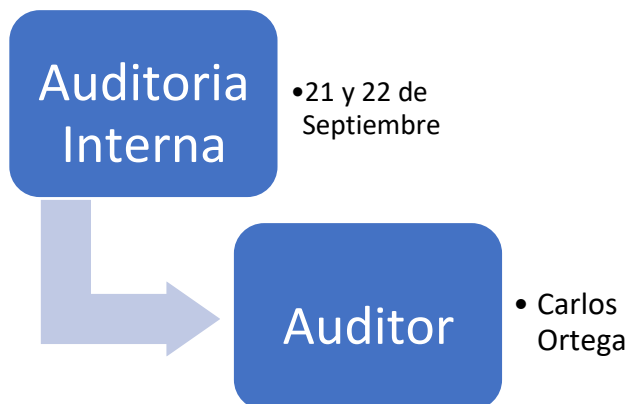 Auditoria
Interna
•21 y 22 de
Septiembre
Auditor
• Carlos
Ortega